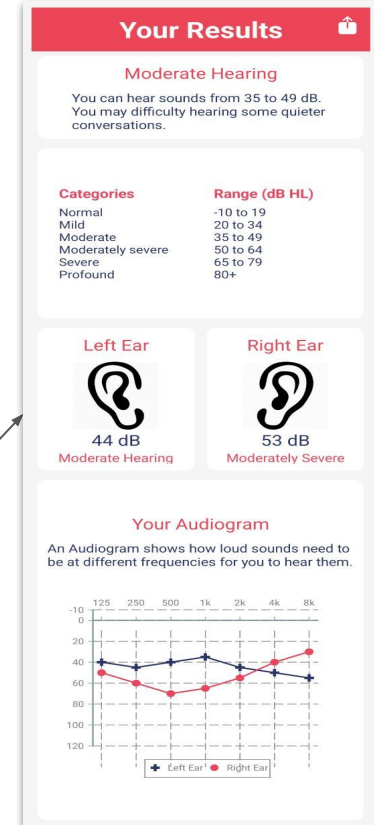 Your Results
Moderate Hearing
You can hear sounds from 35 to 49 dB.
You may difficulty hearing some quieter
conversations.
Categories Range (dB HL)
Normal -10 to 19
Mild 20 to 34
Moderate 35 to 49
Moderately severe 50 to 64
Severe 65 to 79
Profound 80+
Left Ear Right Ear
44 dB 53 dB
Moderate Hearing Moderately Severe
Your Audiogram
An Audiogram shows how loud sounds need to
be at different frequencies for you to hear them.
125 250 500 1k 2k 4k 8k
-10
0
20
40
60
80
100
120
Left Ear Right Ear